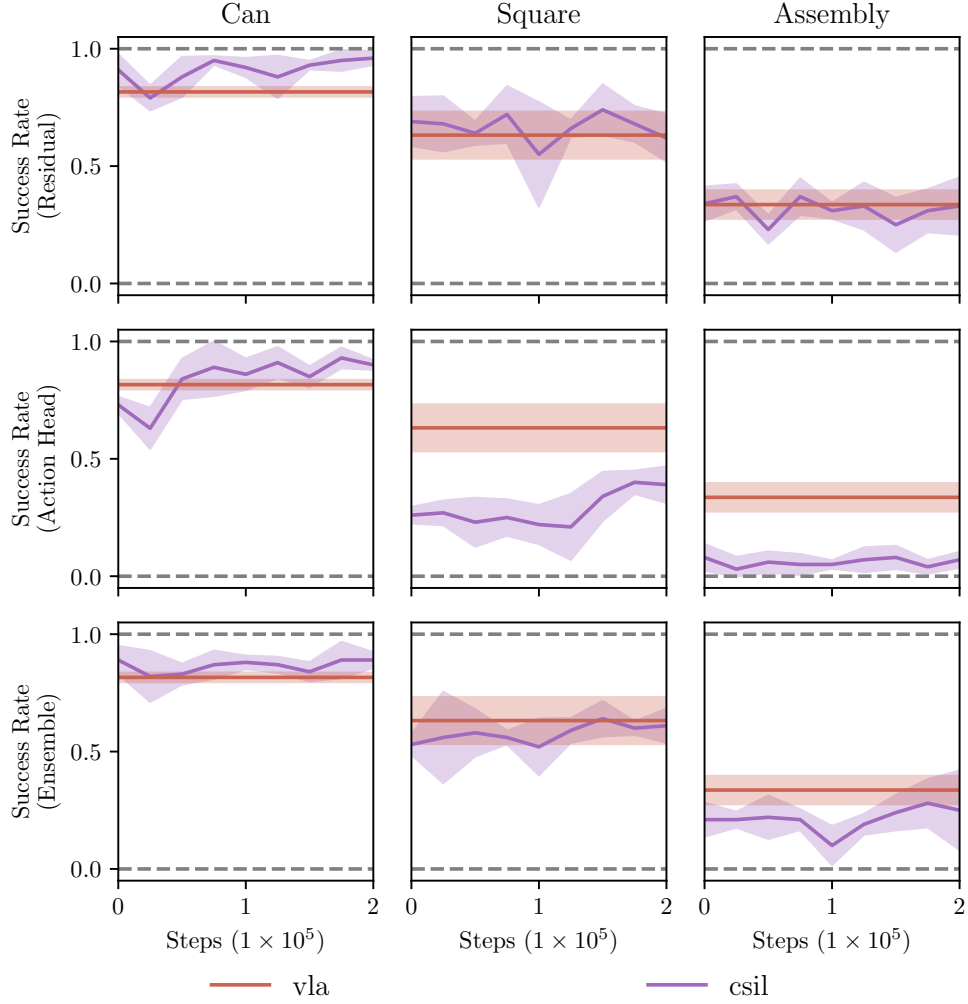 Can Square Assembly
Success Rate
(Residual)
1.0
0.5
0.0
Success Rate
(Action Head)
1.0
0.5
0.0
Success Rate
(Ensemble)
1.0
0.5
0.0
0 1 2 0 1 2 0 1 2
Steps (1 × 10⁵) Steps (1 × 10⁵) Steps (1 × 10⁵)
vla csil